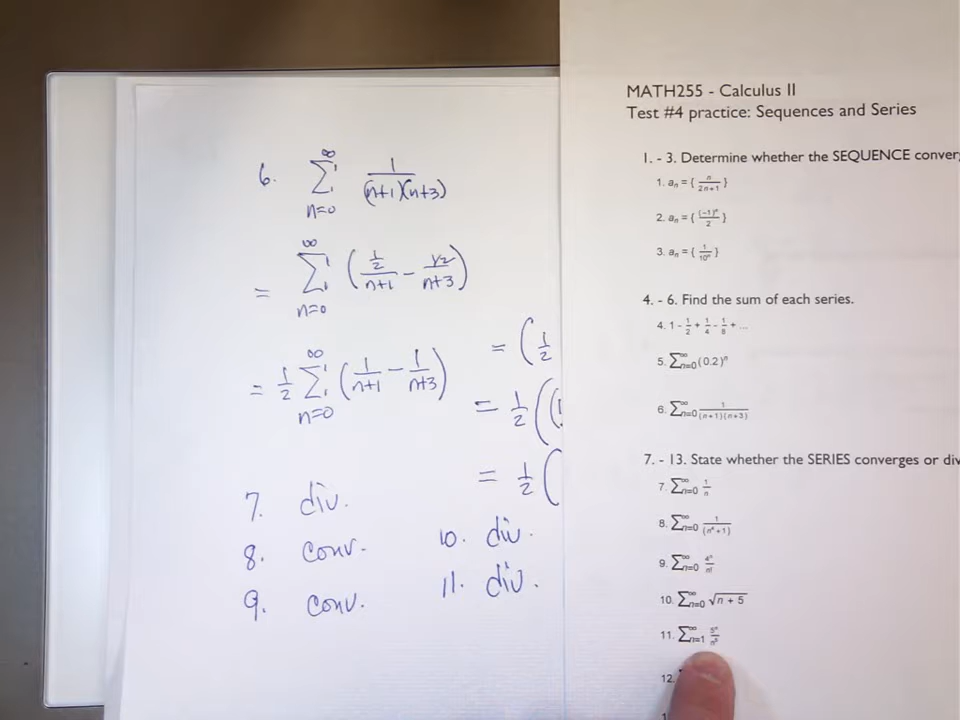 6. ∞ ∑ n=0 1/((n+1)(n+3))
= ∞ ∑ n=0 (½/(n+1) - ½/(n+3))
= ½ ∞ ∑ n=0 (1/(n+1) - 1/(n+3))
= (½
= ½((
= ½(
7. div.
8. conv.
9. conv.
10. div.
11. div.
MATH255 - Calculus II
Test #4 practice: Sequences and Series
1. - 3. Determine whether the SEQUENCE conver
1. aₙ = { n/(2n+1) }
2. aₙ = { (-1)ⁿ/2 }
3. aₙ = { 1/10ⁿ }
4. - 6. Find the sum of each series.
4. 1 - 1/2 + 1/4 - 1/8 + ...
5. ∑ ∞ n=0 (0.2)ⁿ
6. ∑ ∞ n=0 1/((n+1)(n+3))
7. - 13. State whether the SERIES converges or div
7. ∑ ∞ n=0 1/n
8. ∑ ∞ n=0 1/(n⁴+1)
9. ∑ ∞ n=0 4ⁿ/n!
10. ∑ ∞ n=0 √(n + 5)
11. ∑ ∞ n=1 5ⁿ/n⁵
12.